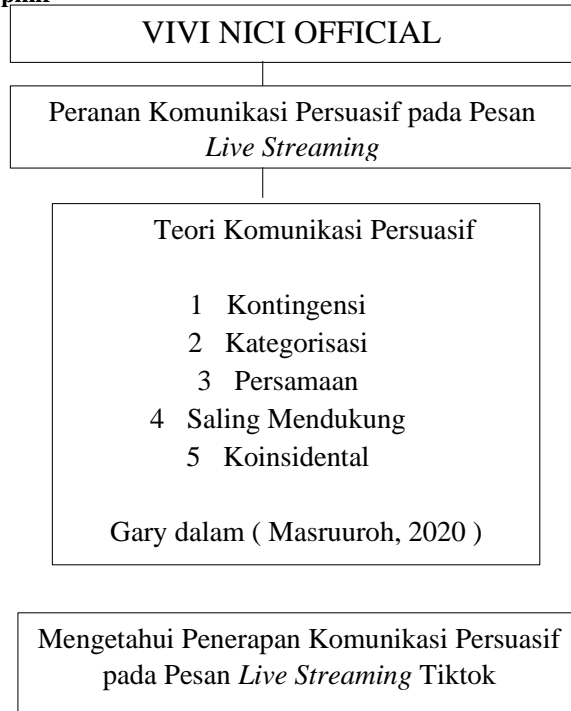 VIVI NICI OFFICIAL
Peranan Komunikasi Persuasif pada Pesan
Live Streaming
Teori Komunikasi Persuasif
1 Kontingensi
2 Kategorisasi
3 Persamaan
4 Saling Mendukung
5 Koinsidental
Gary dalam ( Masruuroh, 2020 )
Mengetahui Penerapan Komunikasi Persuasif
pada Pesan Live Streaming Tiktok